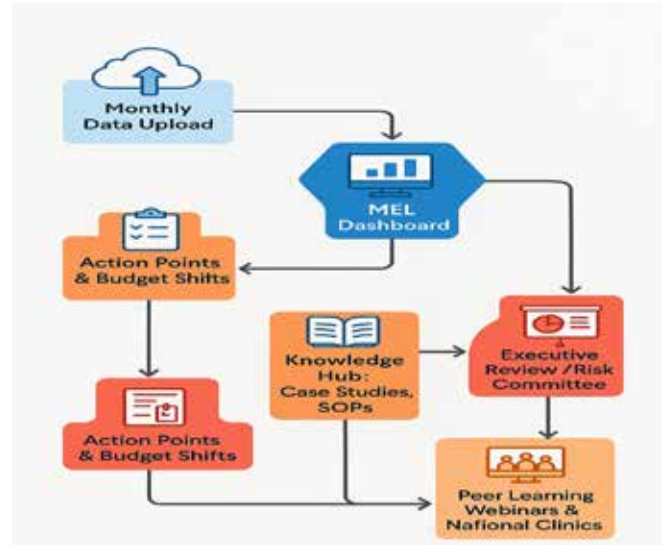 Monthly
Data Upload
MEL
Dashboard
Action Points
& Budget Shifts
Knowledge
Hub:
Case Studies,
SOPs
Executive
Review /Risk
Committee
Action Points
& Budget Shifts
Peer Learning
Webinars &
Nafional Clinics